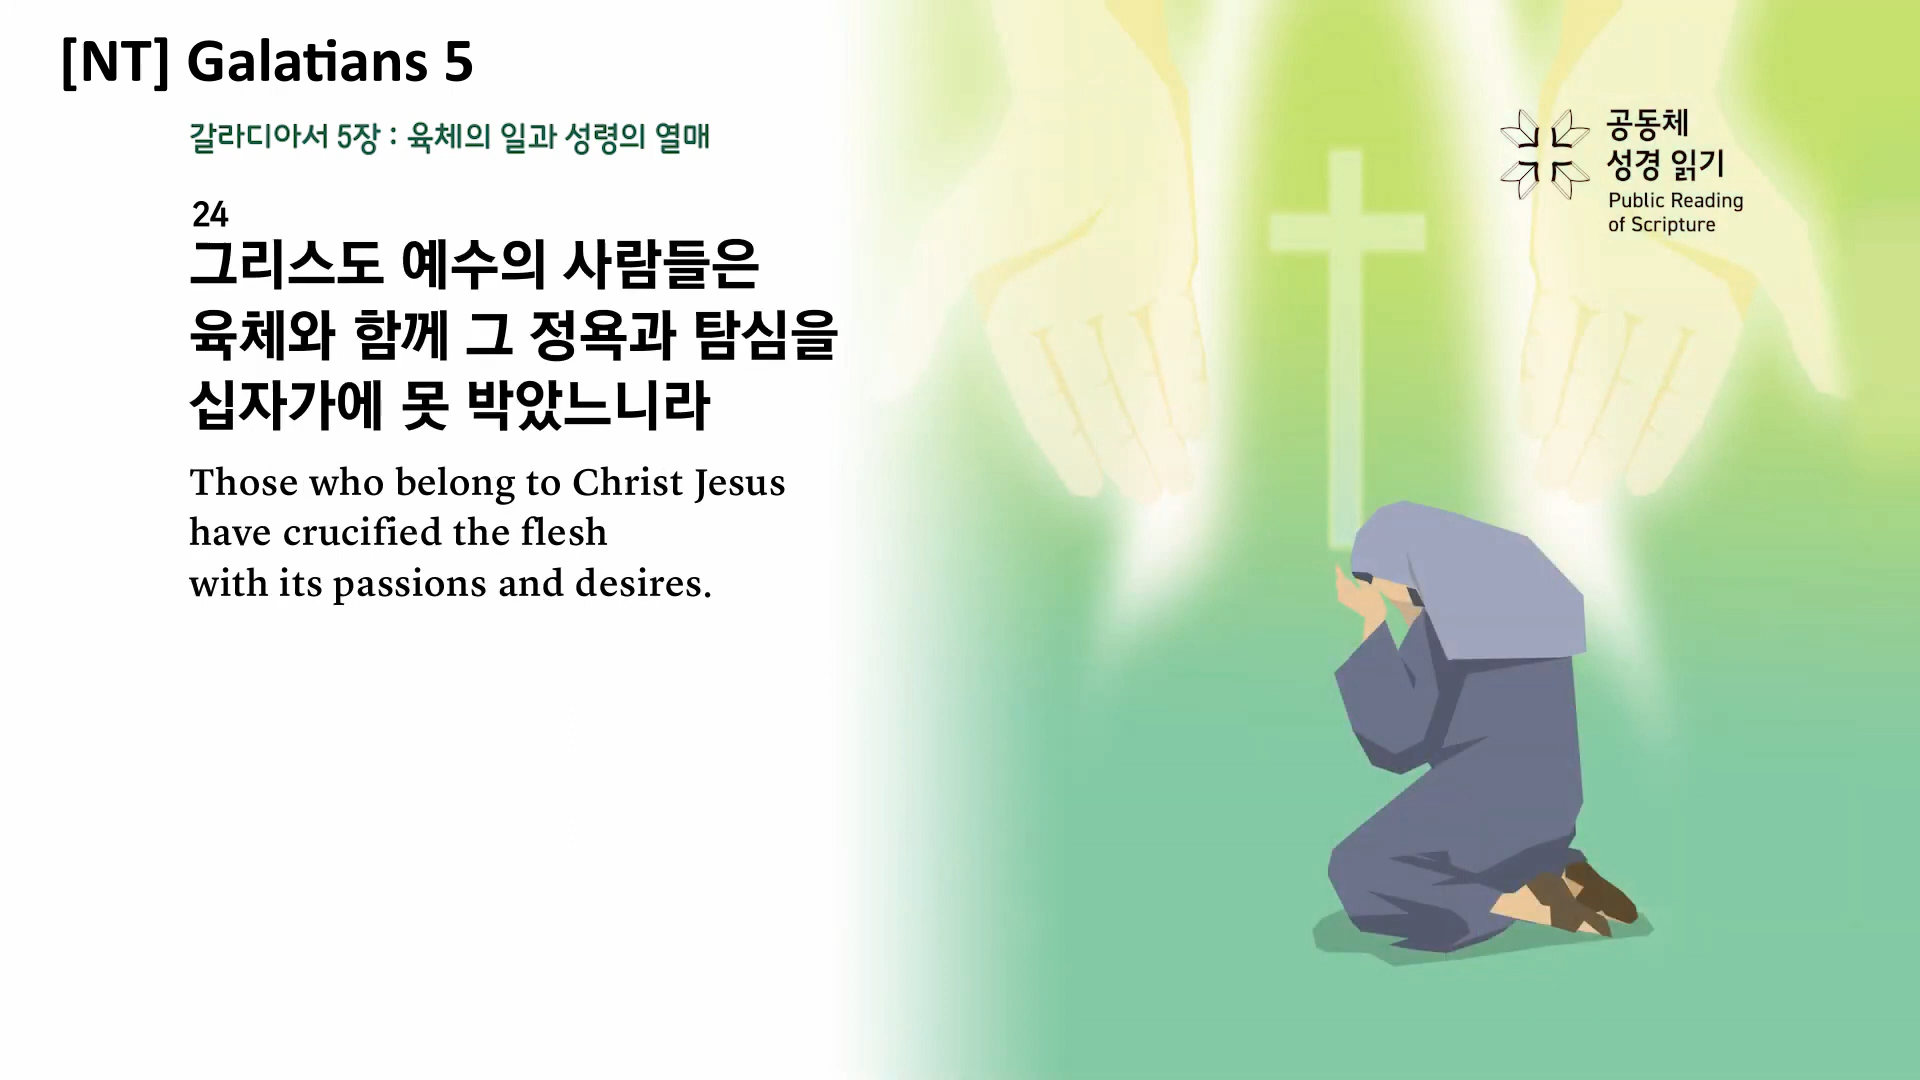 [NT] Galatians 5
갈라디아서 5장 : 육체의 일과 성령의 열매
24
그리스도 예수의 사람들은
육체와 함께 그 정욕과 탐심을
십자가에 못 박았느니라
Those who belong to Christ Jesus
have crucified the flesh
with its passions and desires.
공동체
성경 읽기
Public Reading
of Scripture